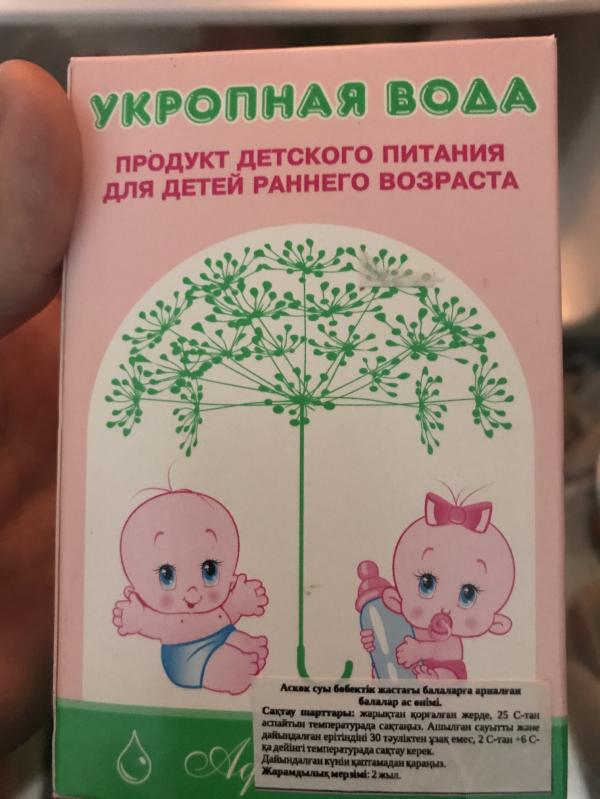 УКРОПНАЯ ВОДА
ПРОДУКТ ДЕТСКОГО ПИТАНИЯ
ДЛЯ ДЕТЕЙ РАННЕГО ВОЗРАСТА
Аскөк суы бөбектік жастағы балаларға арналған
балалар ас өнімі.
Сақтау шарттары: жарықтан қорғалған жерде, 25 С-тан
аспайтын температурада сақтаңыз. Ашылған сауытты және
дайындалған ерітіндіні 30 тәуліктен ұзақ емес, 2 С-тан +6 С-
қа дейінгі температурада сақтау керек.
Дайындалған күнін қаптамадан қараңыз.
Жарамдылық мерзімі: 2 жыл.